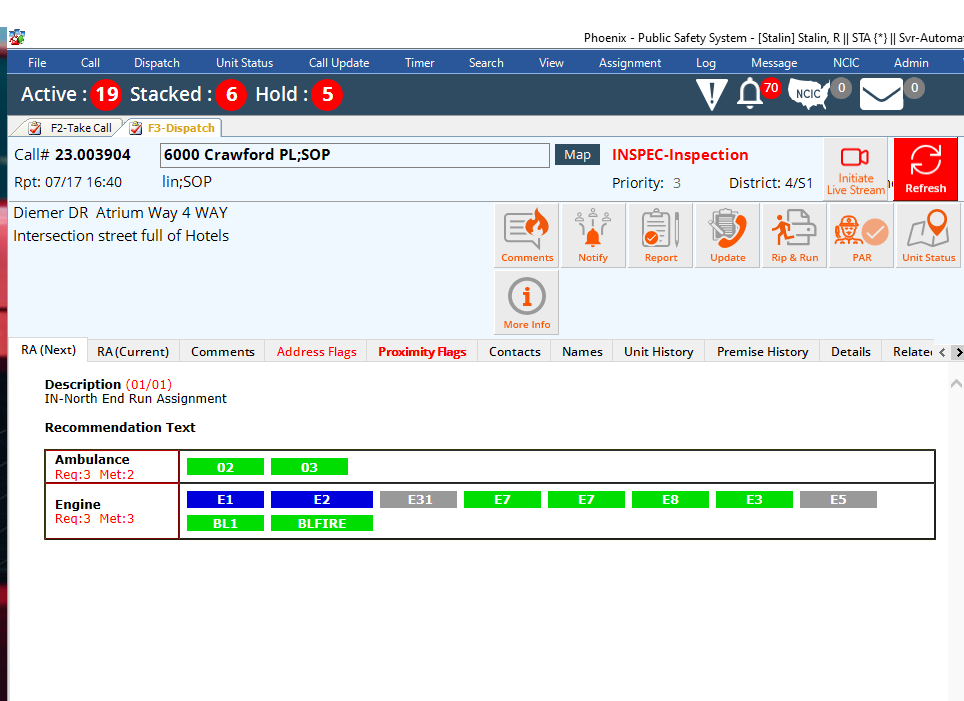 Phoenix - Public Safety System - [Stalin] Stalin, R || STA {*} || Svr-Automa
File Call Dispatch Unit Status Call Update Timer Search View Assignment Log Message NCIC Admin
Active : 19 Stacked : 6 Hold : 5 70 NCIC 0 0
F2-Take Call F3-Dispatch
Call# 23.003904 6000 Crawford PL;SOP Map INSPEC-Inspection
Rpt: 07/17 16:40 lin;SOP Priority: 3 District: 4/S1
Initiate
Live Stream
Refresh
Diemer DR Atrium Way 4 WAY
Intersection street full of Hotels
Comments Notify Report Update Rip & Run PAR Unit Status
More Info
RA (Next) RA (Current) Comments Address Flags Proximity Flags Contacts Names Unit History Premise History Details Relate
Description (01/01)
IN-North End Run Assignment
Recommendation Text
Ambulance
Req:3 Met:2
02 03
Engine
Req:3 Met:3
E1 E2 E31 E7 E7 E8 E3 E5
BL1 BLFIRE